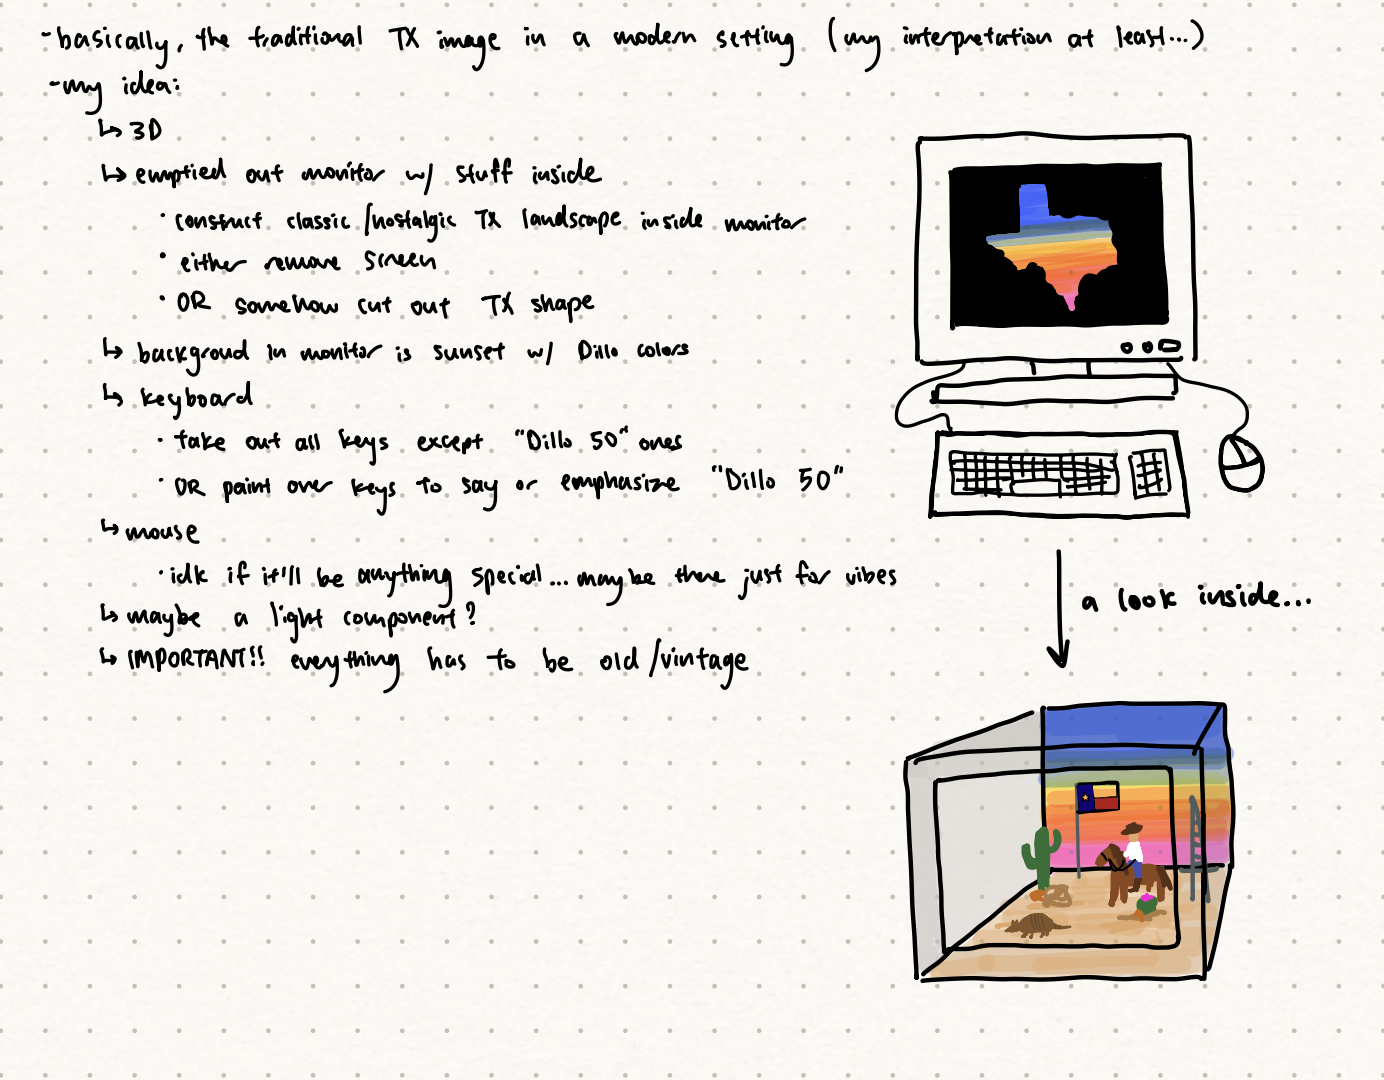 -basically, the traditional TX image in a modern setting (my interpretation at least...)
-my idea:
↳ 3D
↳ emptied out monitor w/ stuff inside
· construct classic/nostalgic TX landscape inside monitor
· either remove screen
· OR somehow cut out TX shape
↳ backgroud in monitor is sunset w/ Dillo colors
↳ keyboard
· take out all keys except "Dillo 50" ones
· OR paint over keys to say or emphasize "Dillo 50"
↳ mouse
· idk if it'll be anything special... maybe there just for vibes
↳ maybe a light component?
↳ IMPORTANT!! everything has to be old/vintage
a look inside...